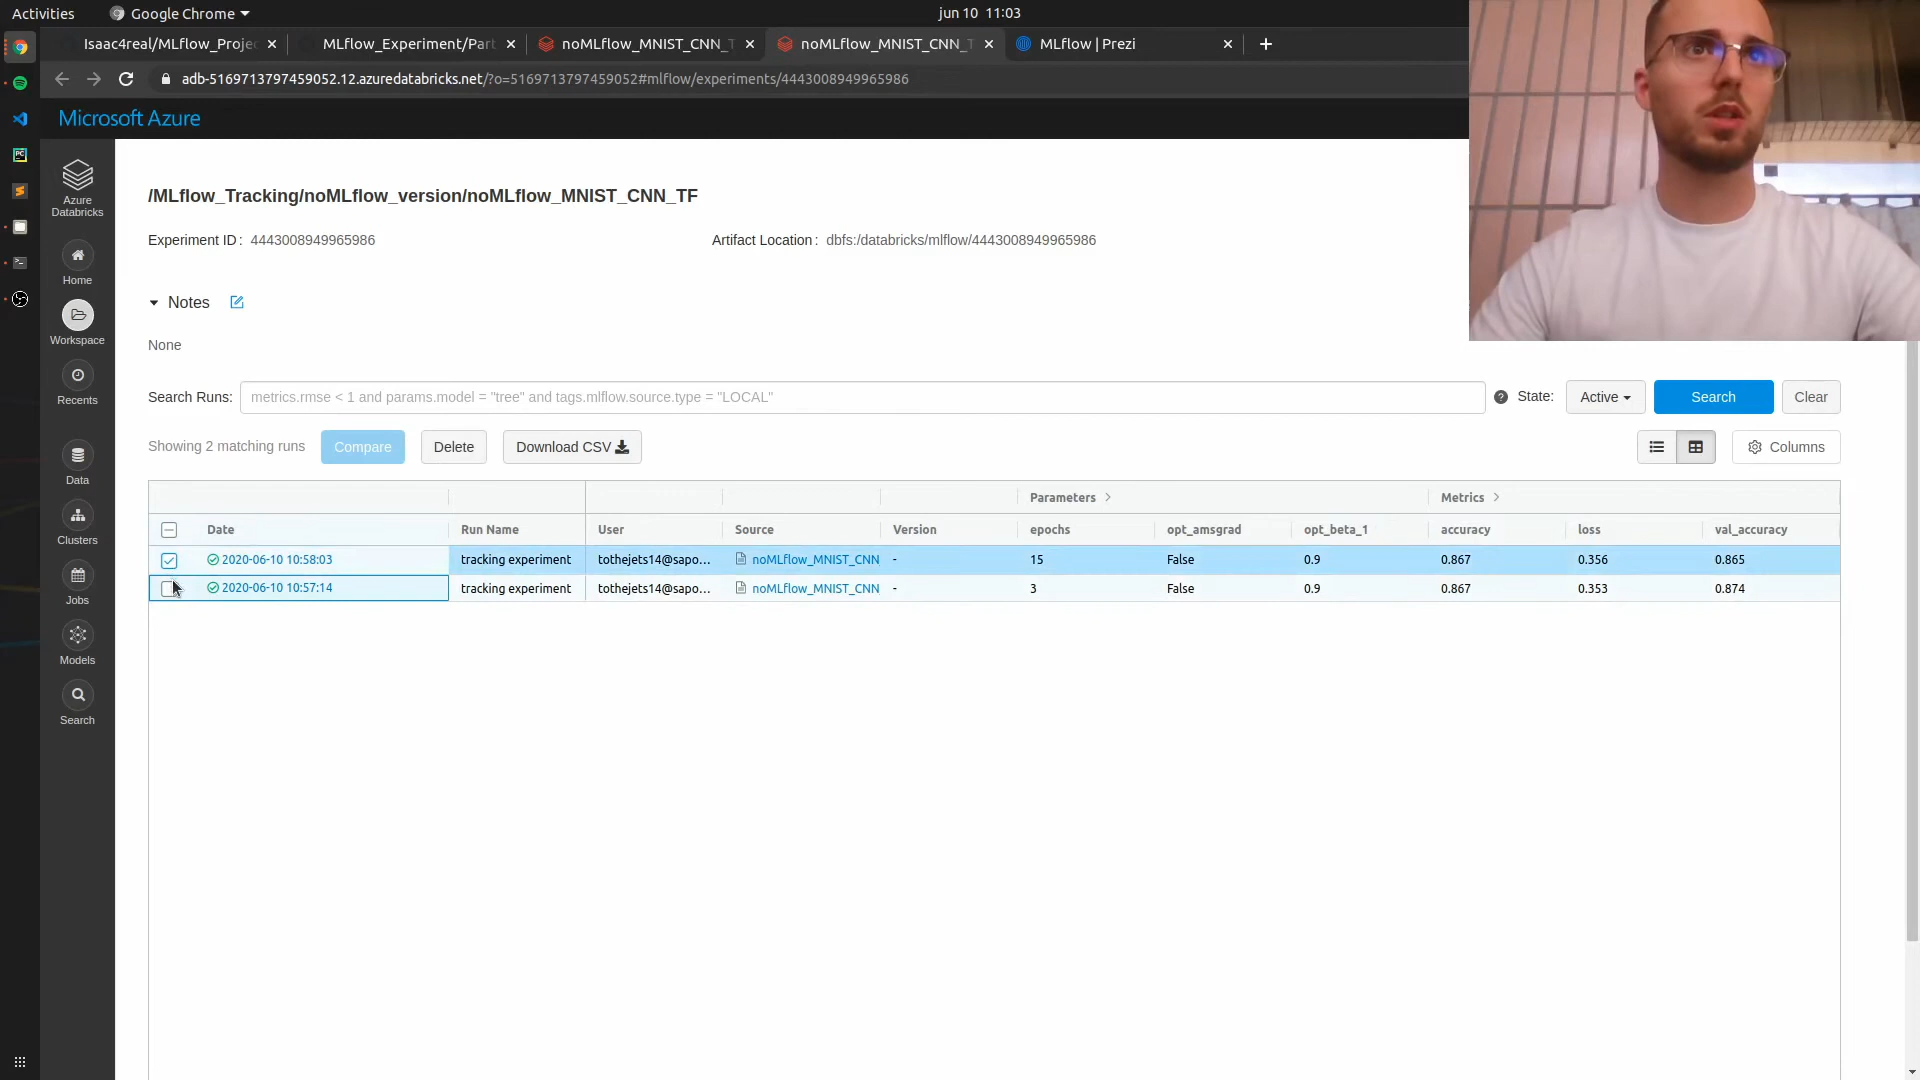 Activities Google Chrome jun 10 11:03
Isaac4real/MLflow_Proje MLflow_Experiment/Part noMLflow_MNIST_CNN_T noMLflow_MNIST_CNN_T MLflow | Prezi
adb-5169713797459052.12.azuredatabricks.net/?o=5169713797459052#mlflow/experiments/4443008949965986
Microsoft Azure
Azure
Databricks
Home
Workspace
Recents
Data
Clusters
Jobs
Models
Search
/MLflow_Tracking/noMLflow_version/noMLflow_MNIST_CNN_TF
Experiment ID: 4443008949965986 Artifact Location: dbfs:/databricks/mlflow/4443008949965986
Notes
None
Search Runs: metrics.rmse < 1 and params.model = "tree" and tags.mlflow.source.type = "LOCAL" ? State: Active Search Clear
Showing 2 matching runs Compare Delete Download CSV Columns
Parameters > Metrics >
Date Run Name User Source Version epochs opt_amsgrad opt_beta_1 accuracy loss val_accuracy
2020-06-10 10:58:03 tracking experiment tothejets14@sapo... noMLflow_MNIST_CNN - 15 False 0.9 0.867 0.356 0.865
2020-06-10 10:57:14 tracking experiment tothejets14@sapo... noMLflow_MNIST_CNN - 3 False 0.9 0.867 0.353 0.874